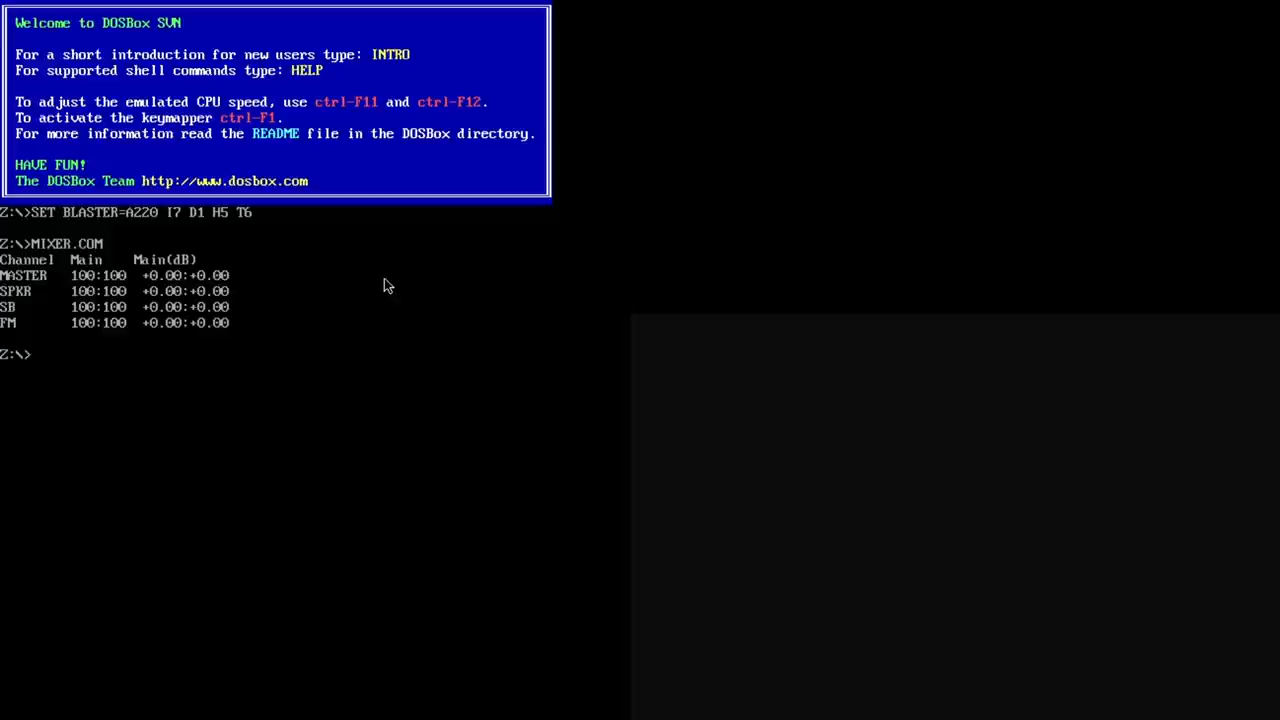 Welcome to DOSBox SVN
For a short introduction for new users type: INTRO
For supported shell commands type: HELP
To adjust the emulated CPU speed, use ctrl-F11 and ctrl-F12.
To activate the keymapper ctrl-F1.
For more information read the README file in the DOSBox directory.
HAVE FUN!
The DOSBox Team http://www.dosbox.com
Z:\>SET BLASTER=A220 I7 D1 H5 T6
Z:\>MIXER.COM
Channel  Main    Main(dB)
MASTER   100:100  +0.00:+0.00
SPKR     100:100  +0.00:+0.00
SB       100:100  +0.00:+0.00
FM       100:100  +0.00:+0.00
Z:\>